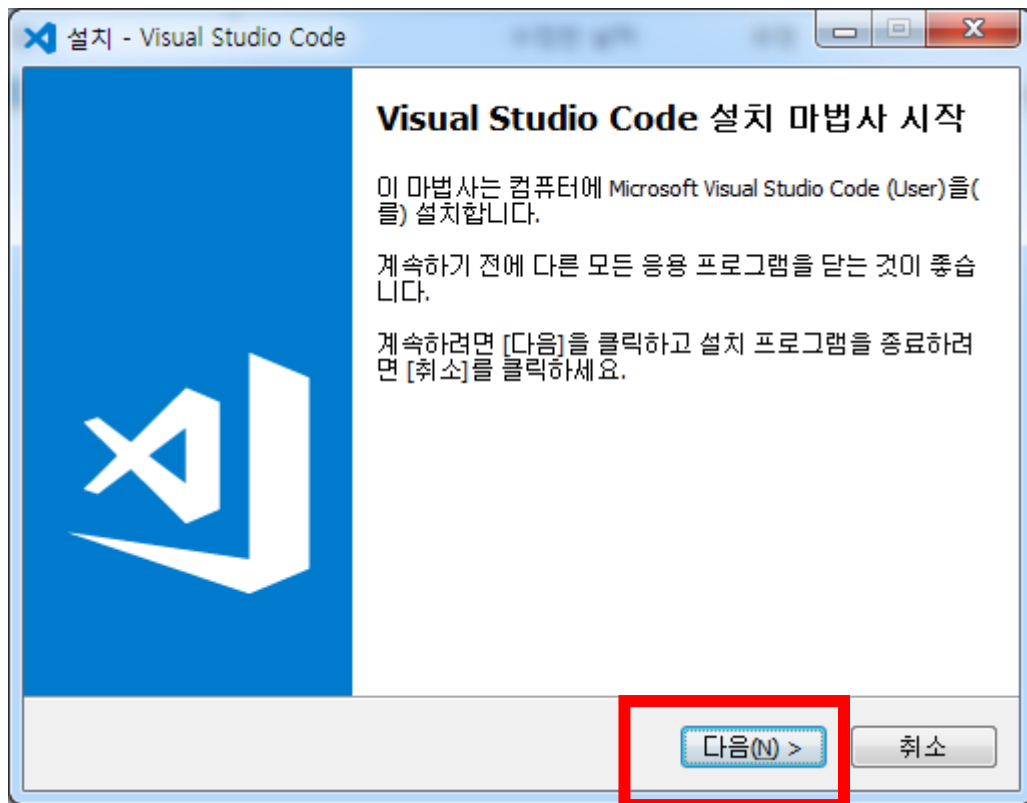 설치 - Visual Studio Code
Visual Studio Code 설치 마법사 시작
이 마법사는 컴퓨터에 Microsoft Visual Studio Code (User)을(
를) 설치합니다.
계속하기 전에 다른 모든 응용 프로그램을 닫는 것이 좋습
니다.
계속하려면 [다음]을 클릭하고 설치 프로그램을 종료하려
면 [취소]를 클릭하세요.
다음(N) >
취소